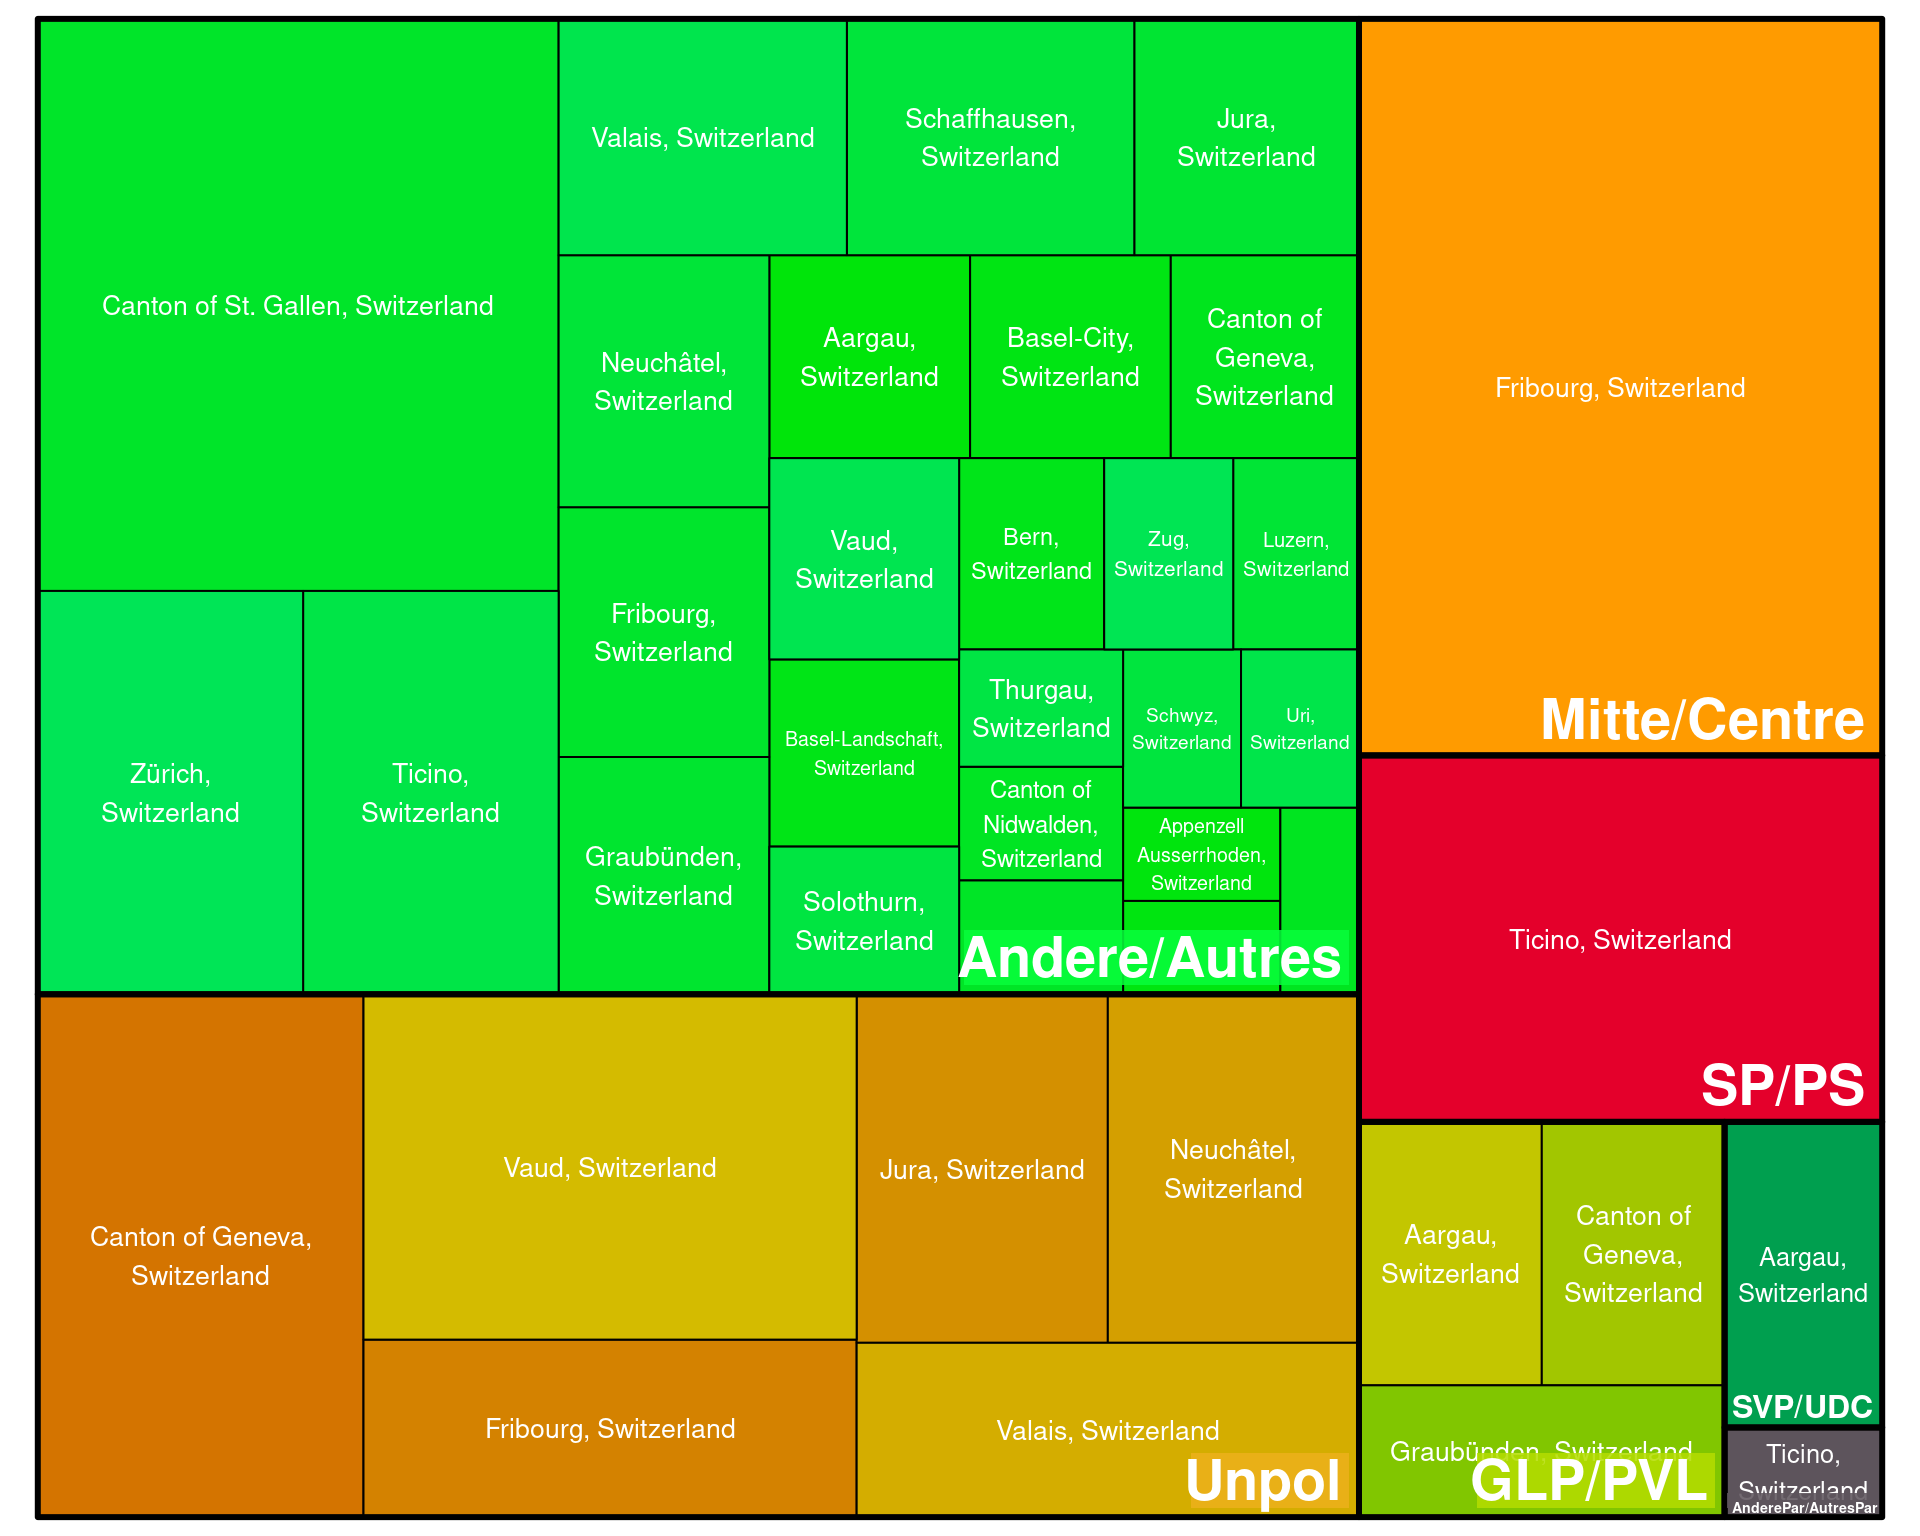 Canton of St. Gallen, Switzerland
Valais, Switzerland
Schaffhausen,
Switzerland
Jura,
Switzerland
Neuchâtel,
Switzerland
Aargau,
Switzerland
Basel-City,
Switzerland
Canton of
Geneva,
Switzerland
Fribourg,
Switzerland
Vaud,
Switzerland
Bern,
Switzerland
Zug,
Switzerland
Luzern,
Switzerland
Zürich,
Switzerland
Ticino,
Switzerland
Graubünden,
Switzerland
Basel-Landschaft,
Switzerland
Solothurn,
Switzerland
Thurgau,
Switzerland
Schwyz,
Switzerland
Uri,
Switzerland
Canton of
Nidwalden,
Switzerland
Appenzell
Ausserrhoden,
Switzerland
Andere/Autres
Fribourg, Switzerland
Mitte/Centre
Ticino, Switzerland
SP/PS
Canton of Geneva,
Switzerland
Vaud, Switzerland
Jura, Switzerland
Neuchâtel,
Switzerland
Fribourg, Switzerland
Valais, Switzerland
Unpol
Aargau,
Switzerland
Canton of
Geneva,
Switzerland
Graubünden, Switzerland
GLP/PVL
Aargau,
Switzerland
SVP/UDC
Ticino,
Switzerland
AnderePar/AutresPar